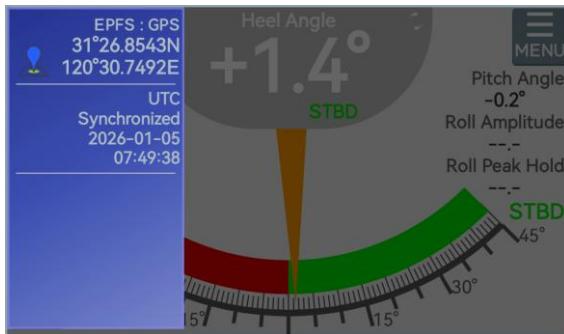 EPFS : GPS
31°26.8543N
120°30.7492E
UTC
Synchronized
2026-01-05
07:49:38
Heel Angle
+1.4°
STBD
MENU
Pitch Angle
-0.2°
Roll Amplitude
--.-
Roll Peak Hold
--.-
STBD
45°
30°
15°
15°